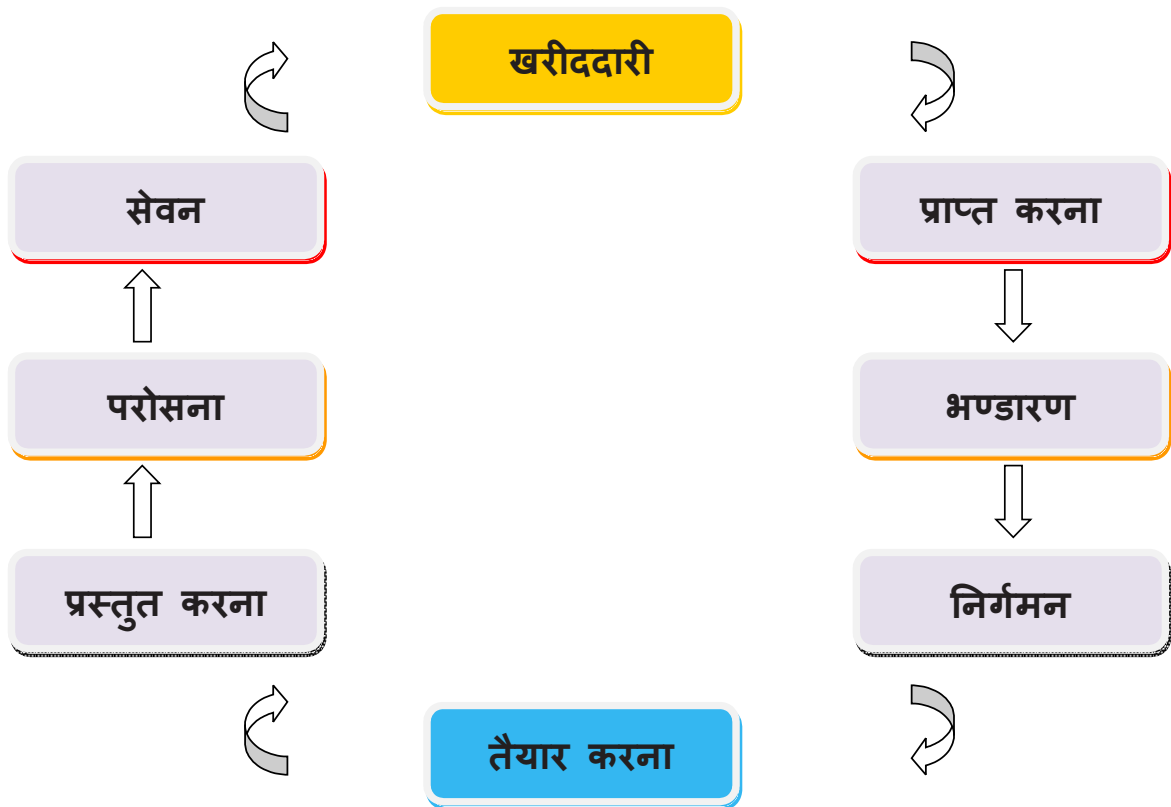 खरीददारी
सेवन
प्राप्त करना
परोसना
भण्डारण
प्रस्तुत करना
निर्गमन
तैयार करना